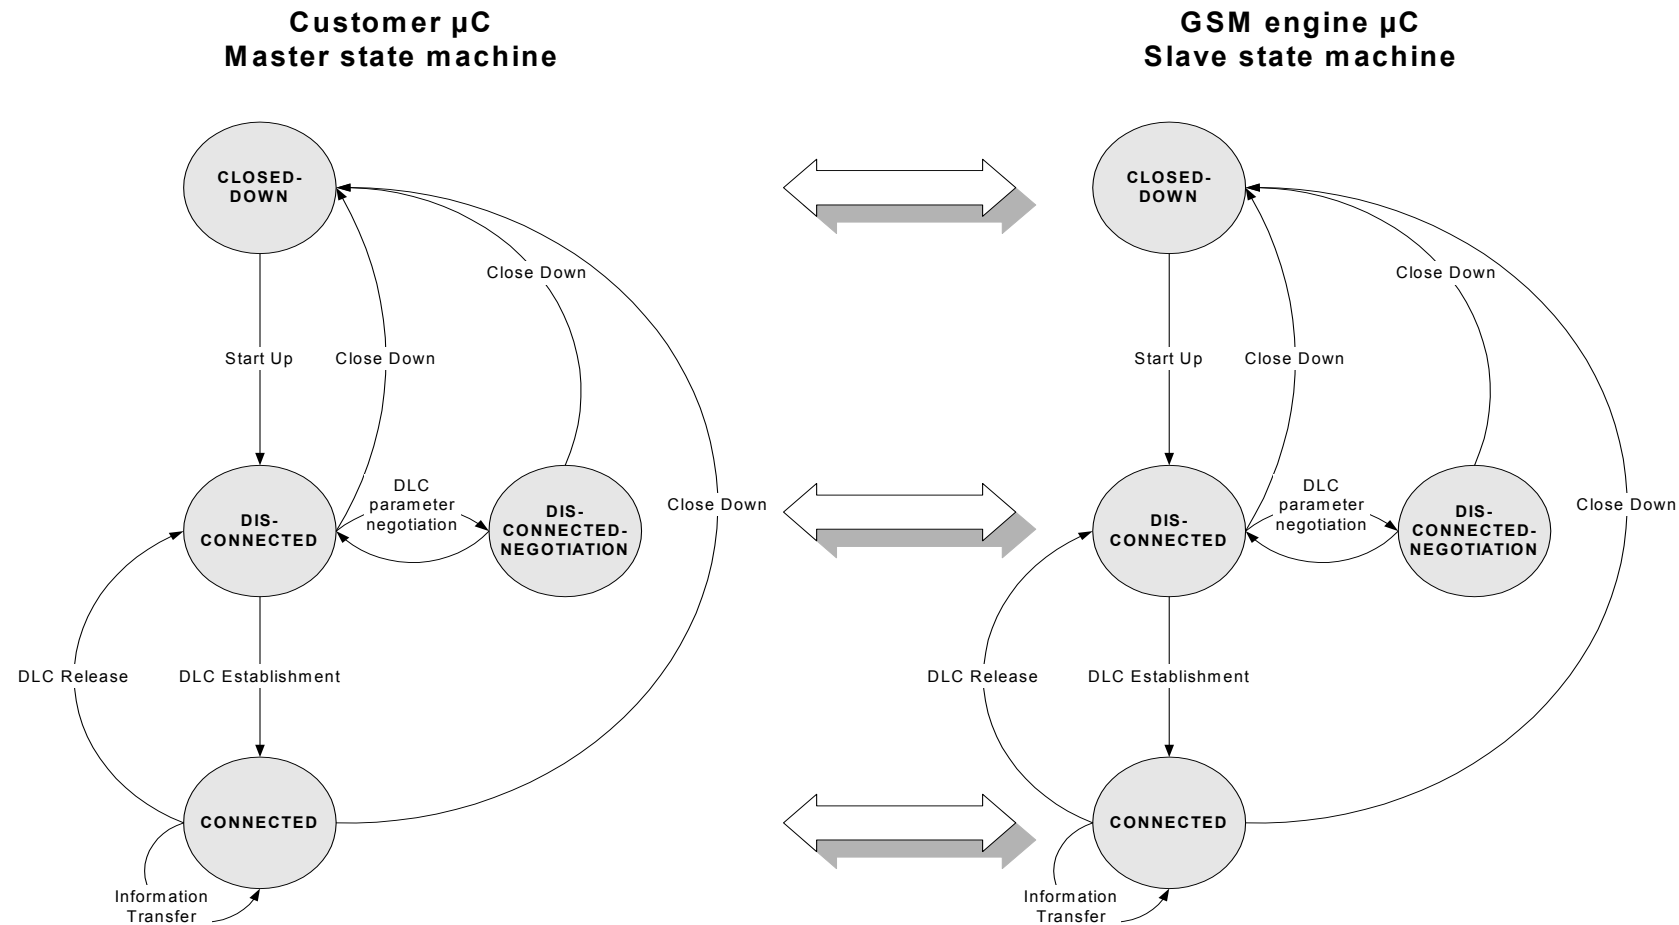 Customer µC
Master state machine
CLOSED-
DOWN
Close Down
Start Up
Close Down
DLC
parameter
negotiation
Close Down
DIS-
CONNECTED
DIS-
CONNECTED-
NEGOTIATION
DLC Release
DLC Establishment
CONNECTED
Information
Transfer
GSM engine µC
Slave state machine
CLOSED-
DOWN
Close Down
Start Up
Close Down
DLC
parameter
negotiation
Close Down
DIS-
CONNECTED
DIS-
CONNECTED-
NEGOTIATION
DLC Release
DLC Establishment
CONNECTED
Information
Transfer